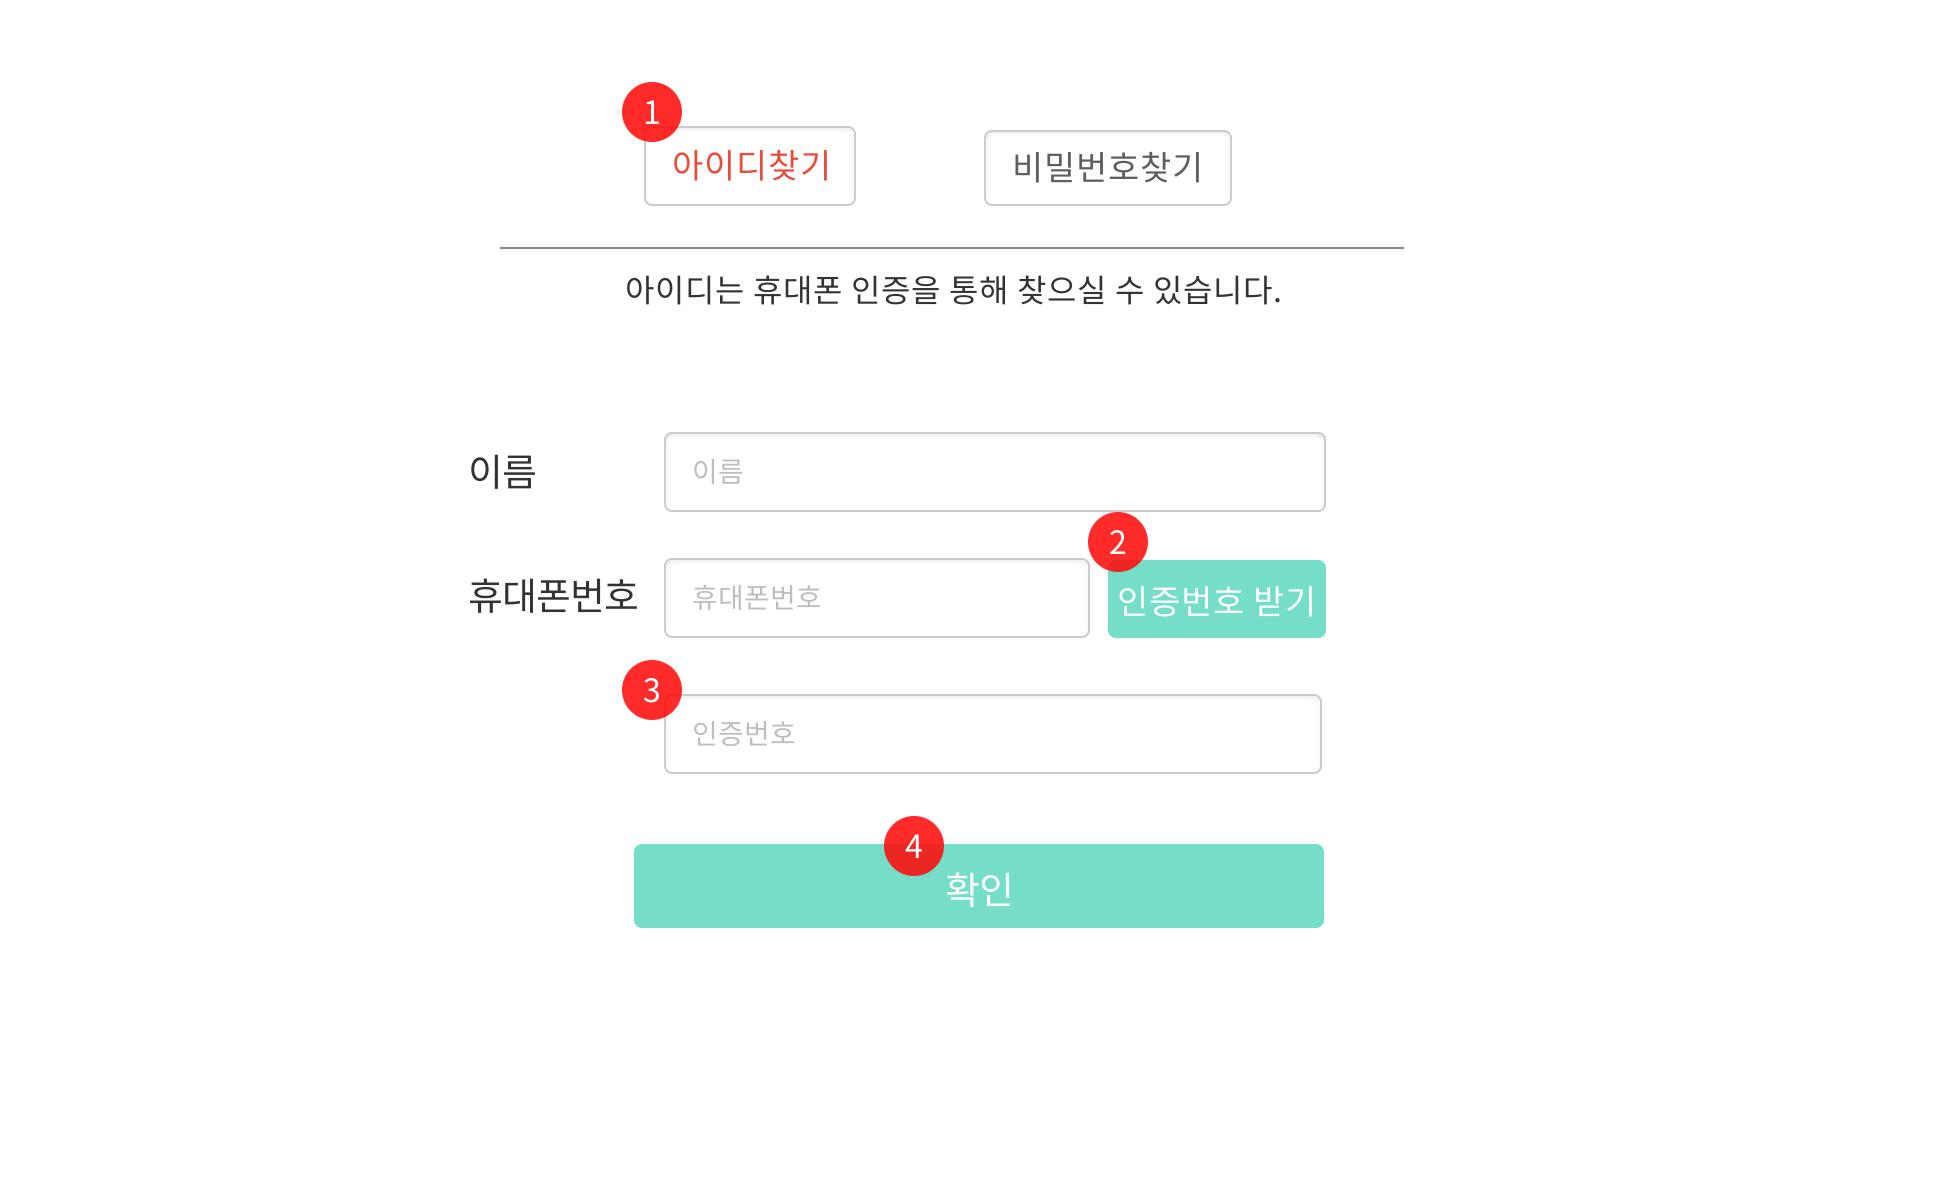 1
아이디찾기
비밀번호찾기
아이디는 휴대폰 인증을 통해 찾으실 수 있습니다.
이름
이름
2
휴대폰번호
휴대폰번호
인증번호 받기
3
인증번호
4
확인